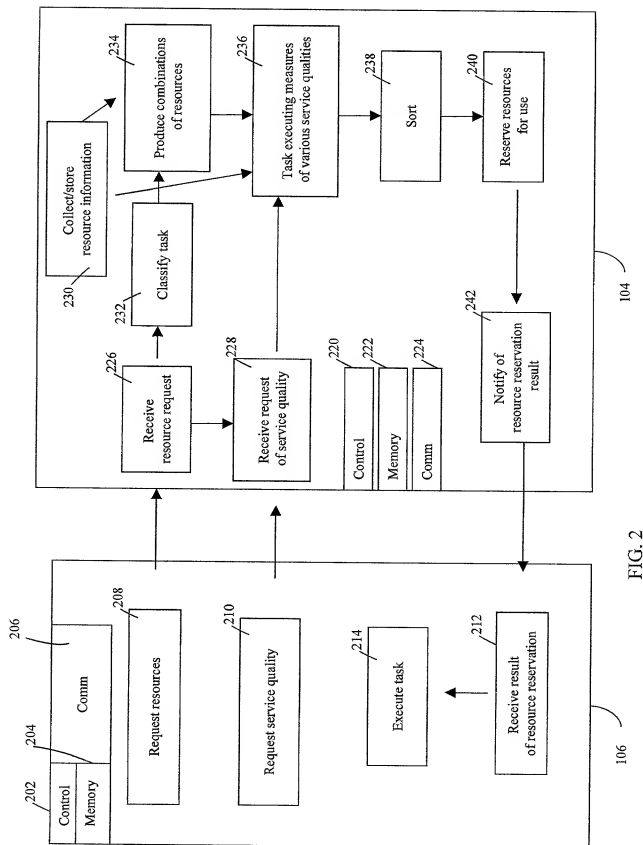 202
Control
Memory
204
206
Comm
208
Request resources
210
Request service quality
214
Execute task
212
Receive result
of resource reservation
106
230
Collect/store
resource information
226
Receive
resource request
232
Classify task
234
Produce combinations
of resources
228
Receive request
of service quality
236
Task executing measures
of various service qualities
220
Control
222
Memory
224
Comm
238
Sort
242
Notify of
resource reservation
result
240
Reserve resources
for use
104
FIG. 2